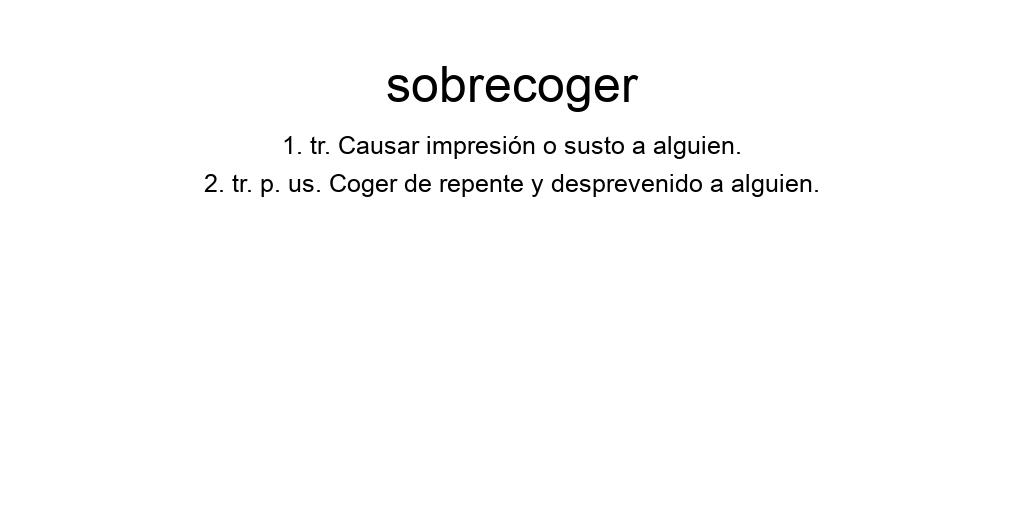 sobrecoger
1. tr. Causar impresión o susto a alguien.
2. tr. p. us. Coger de repente y desprevenido a alguien.